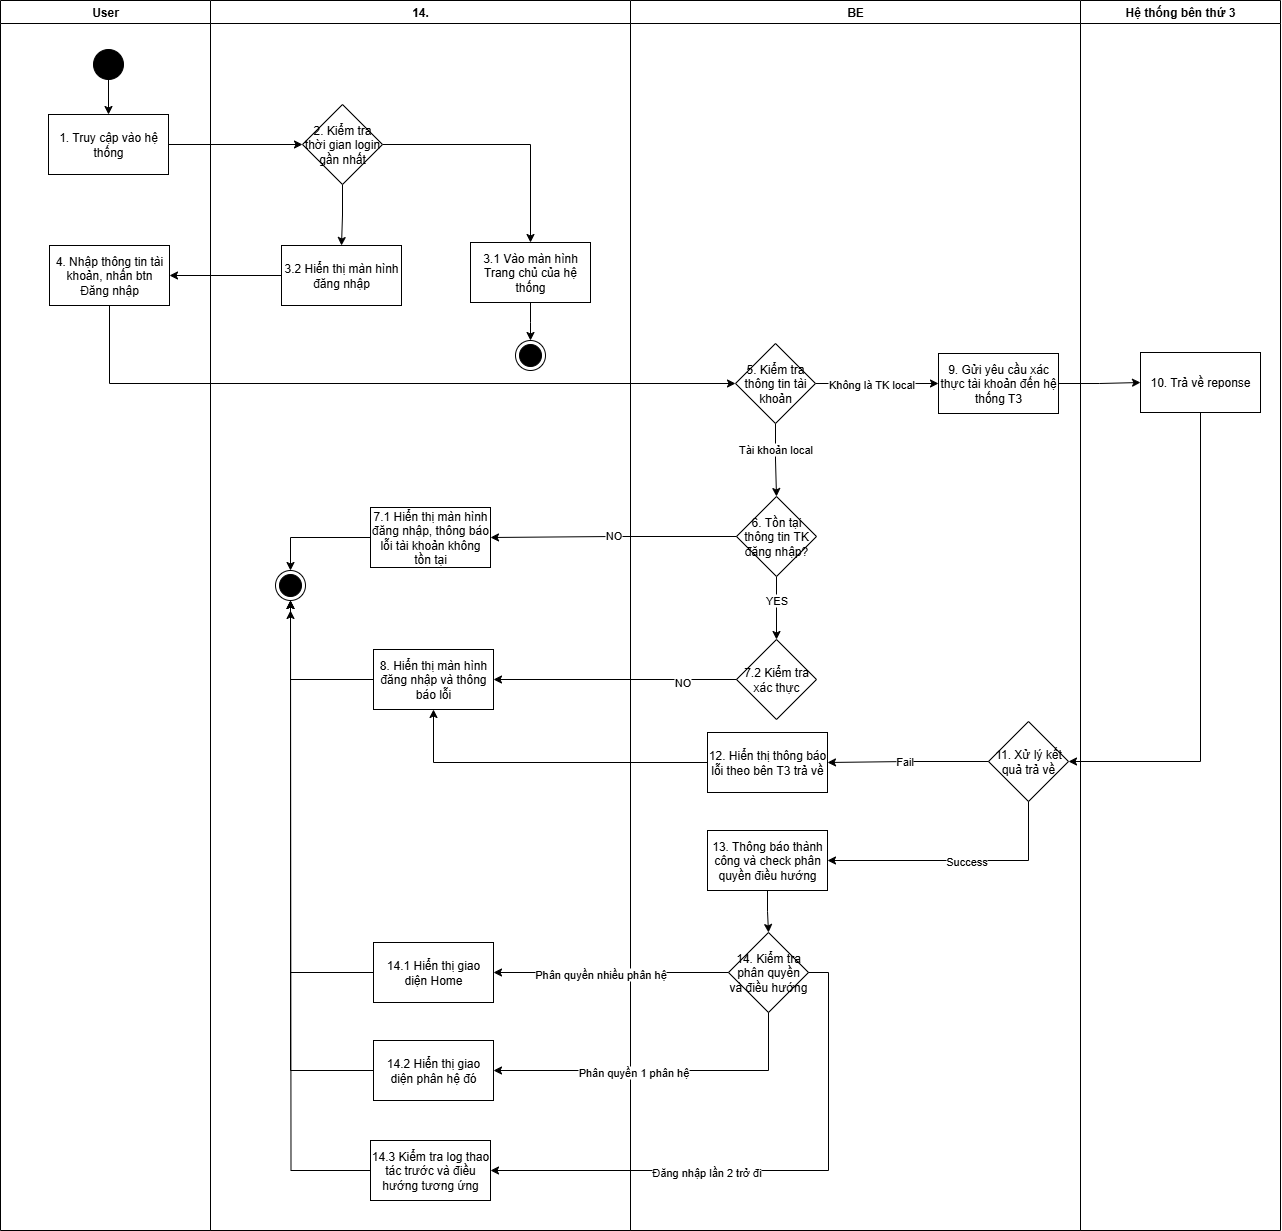 User
14.
BE
Hệ thống bên thứ 3
1. Truy cập vào hệ
thống
2. Kiểm tra
thời gian login
gần nhất
4. Nhập thông tin tài
khoản, nhấn btn
Đăng nhập
3.2 Hiển thị màn hình
đăng nhập
3.1 Vào màn hình
Trang chủ của hệ
thống
5. Kiểm tra
thông tin tài
khoản
Không là TK local
9. Gửi yêu cầu xác
thực tài khoản đến hệ
thống T3
10. Trả về reponse
Tài khoản local
7.1 Hiển thị màn hình
đăng nhập, thông báo
lỗi tài khoản không
tồn tại
NO
6. Tồn tại
thông tin TK
đăng nhập?
YES
8. Hiển thị màn hình
đăng nhập và thông
báo lỗi
NO
7.2 Kiểm tra
xác thực
12. Hiển thị thông báo
lỗi theo bên T3 trả về
Fail
11. Xử lý kết
quả trả về
13. Thông báo thành
công và check phân
quyền điều hướng
Success
14.1 Hiển thị giao
diện Home
Phân quyền nhiều phân hệ
14. Kiểm tra
phân quyền
và điều hướng
14.2 Hiển thị giao
diện phân hệ đó
Phân quyền 1 phân hệ
14.3 Kiểm tra log thao
tác trước và điều
hướng tương ứng
Đăng nhập lần 2 trở đi